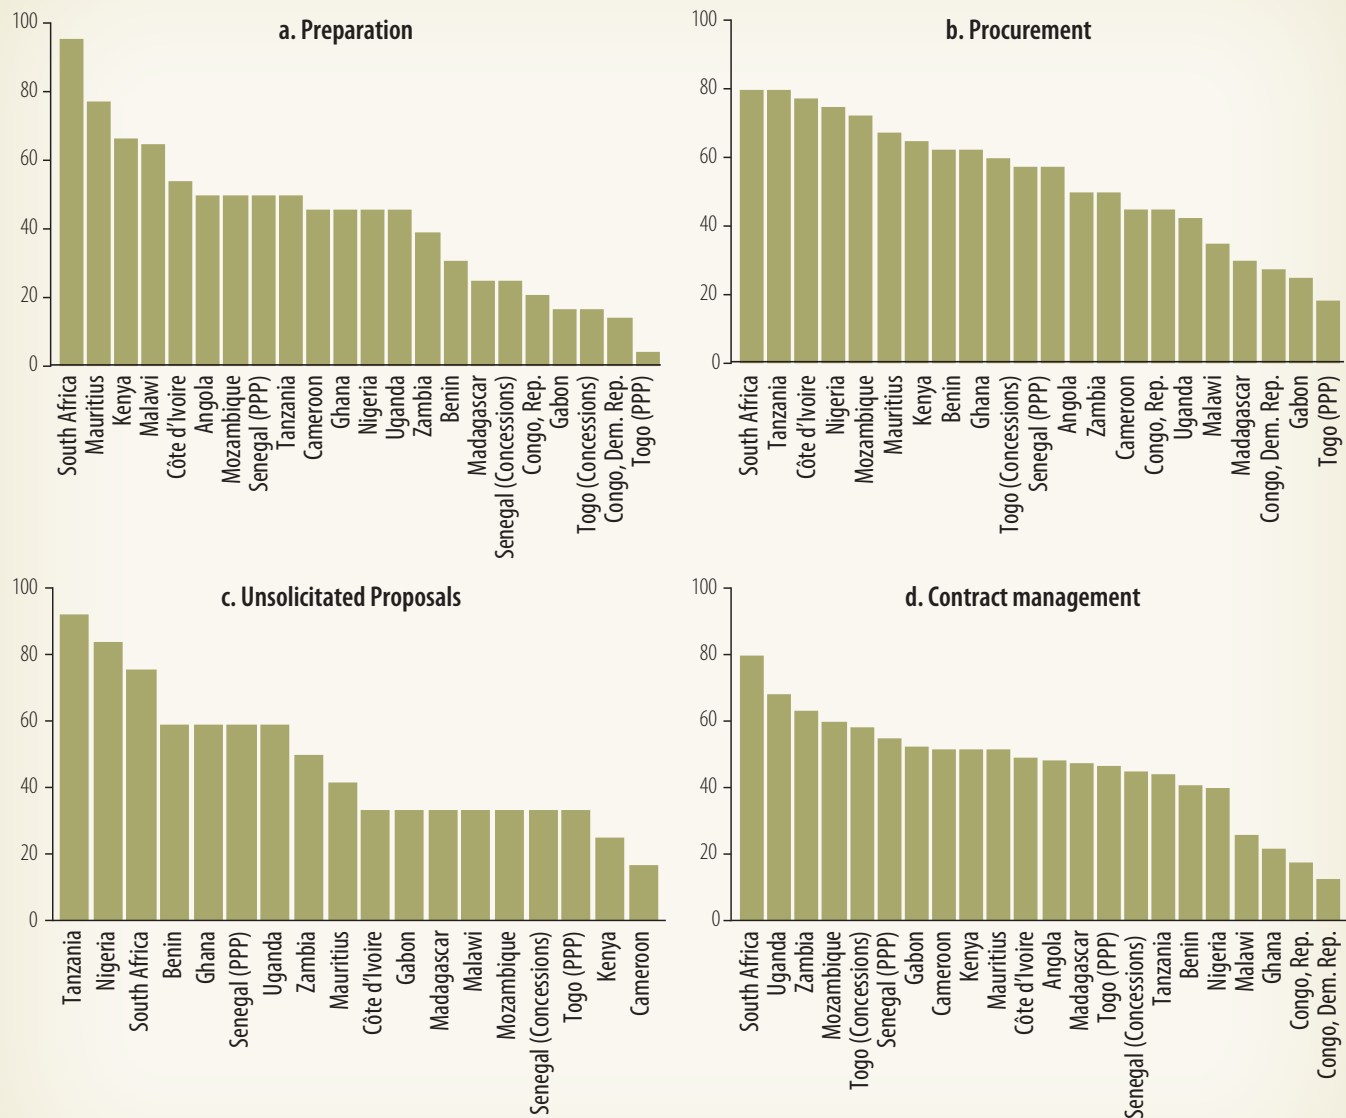 a. Preparation
100
80
60
40
20
0
South Africa
Mauritius
Kenya
Malawi
Côte d'Ivoire
Angola
Mozambique
Senegal (PPP)
Tanzania
Cameroon
Ghana
Nigeria
Uganda
Zambia
Benin
Madagascar
Senegal (Concessions)
Congo, Rep.
Gabon
Togo (Concessions)
Congo, Dem. Rep.
Togo (PPP)
b. Procurement
100
80
60
40
20
0
South Africa
Tanzania
Côte d'Ivoire
Nigeria
Mozambique
Mauritius
Kenya
Benin
Ghana
Togo (Concessions)
Senegal (PPP)
Angola
Zambia
Cameroon
Congo, Rep.
Uganda
Malawi
Madagascar
Congo, Dem. Rep.
Gabon
Togo (PPP)
c. Unsolicitated Proposals
100
80
60
40
20
0
Tanzania
Nigeria
South Africa
Benin
Ghana
Senegal (PPP)
Uganda
Zambia
Mauritius
Côte d'Ivoire
Gabon
Madagascar
Malawi
Mozambique
Senegal (Concessions)
Togo (PPP)
Kenya
Cameroon
d. Contract management
100
80
60
40
20
0
South Africa
Uganda
Zambia
Mozambique
Togo (Concessions)
Senegal (PPP)
Gabon
Cameroon
Kenya
Mauritius
Côte d'Ivoire
Angola
Madagascar
Togo (PPP)
Senegal (Concessions)
Tanzania
Benin
Nigeria
Malawi
Ghana
Congo, Rep.
Congo, Dem. Rep.